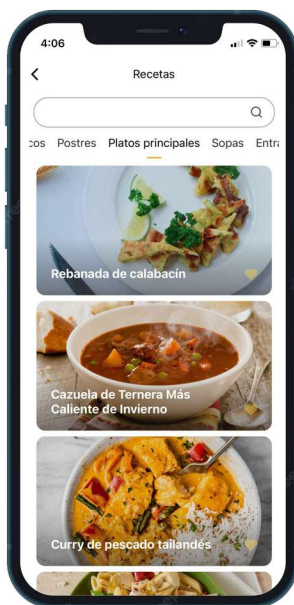 4:06
Recetas
cos Postres Platos principales Sopas Entra
Rebanada de calabacín
Cazuela de Ternera Más
Caliente de Invierno
Curry de pescado tailandés